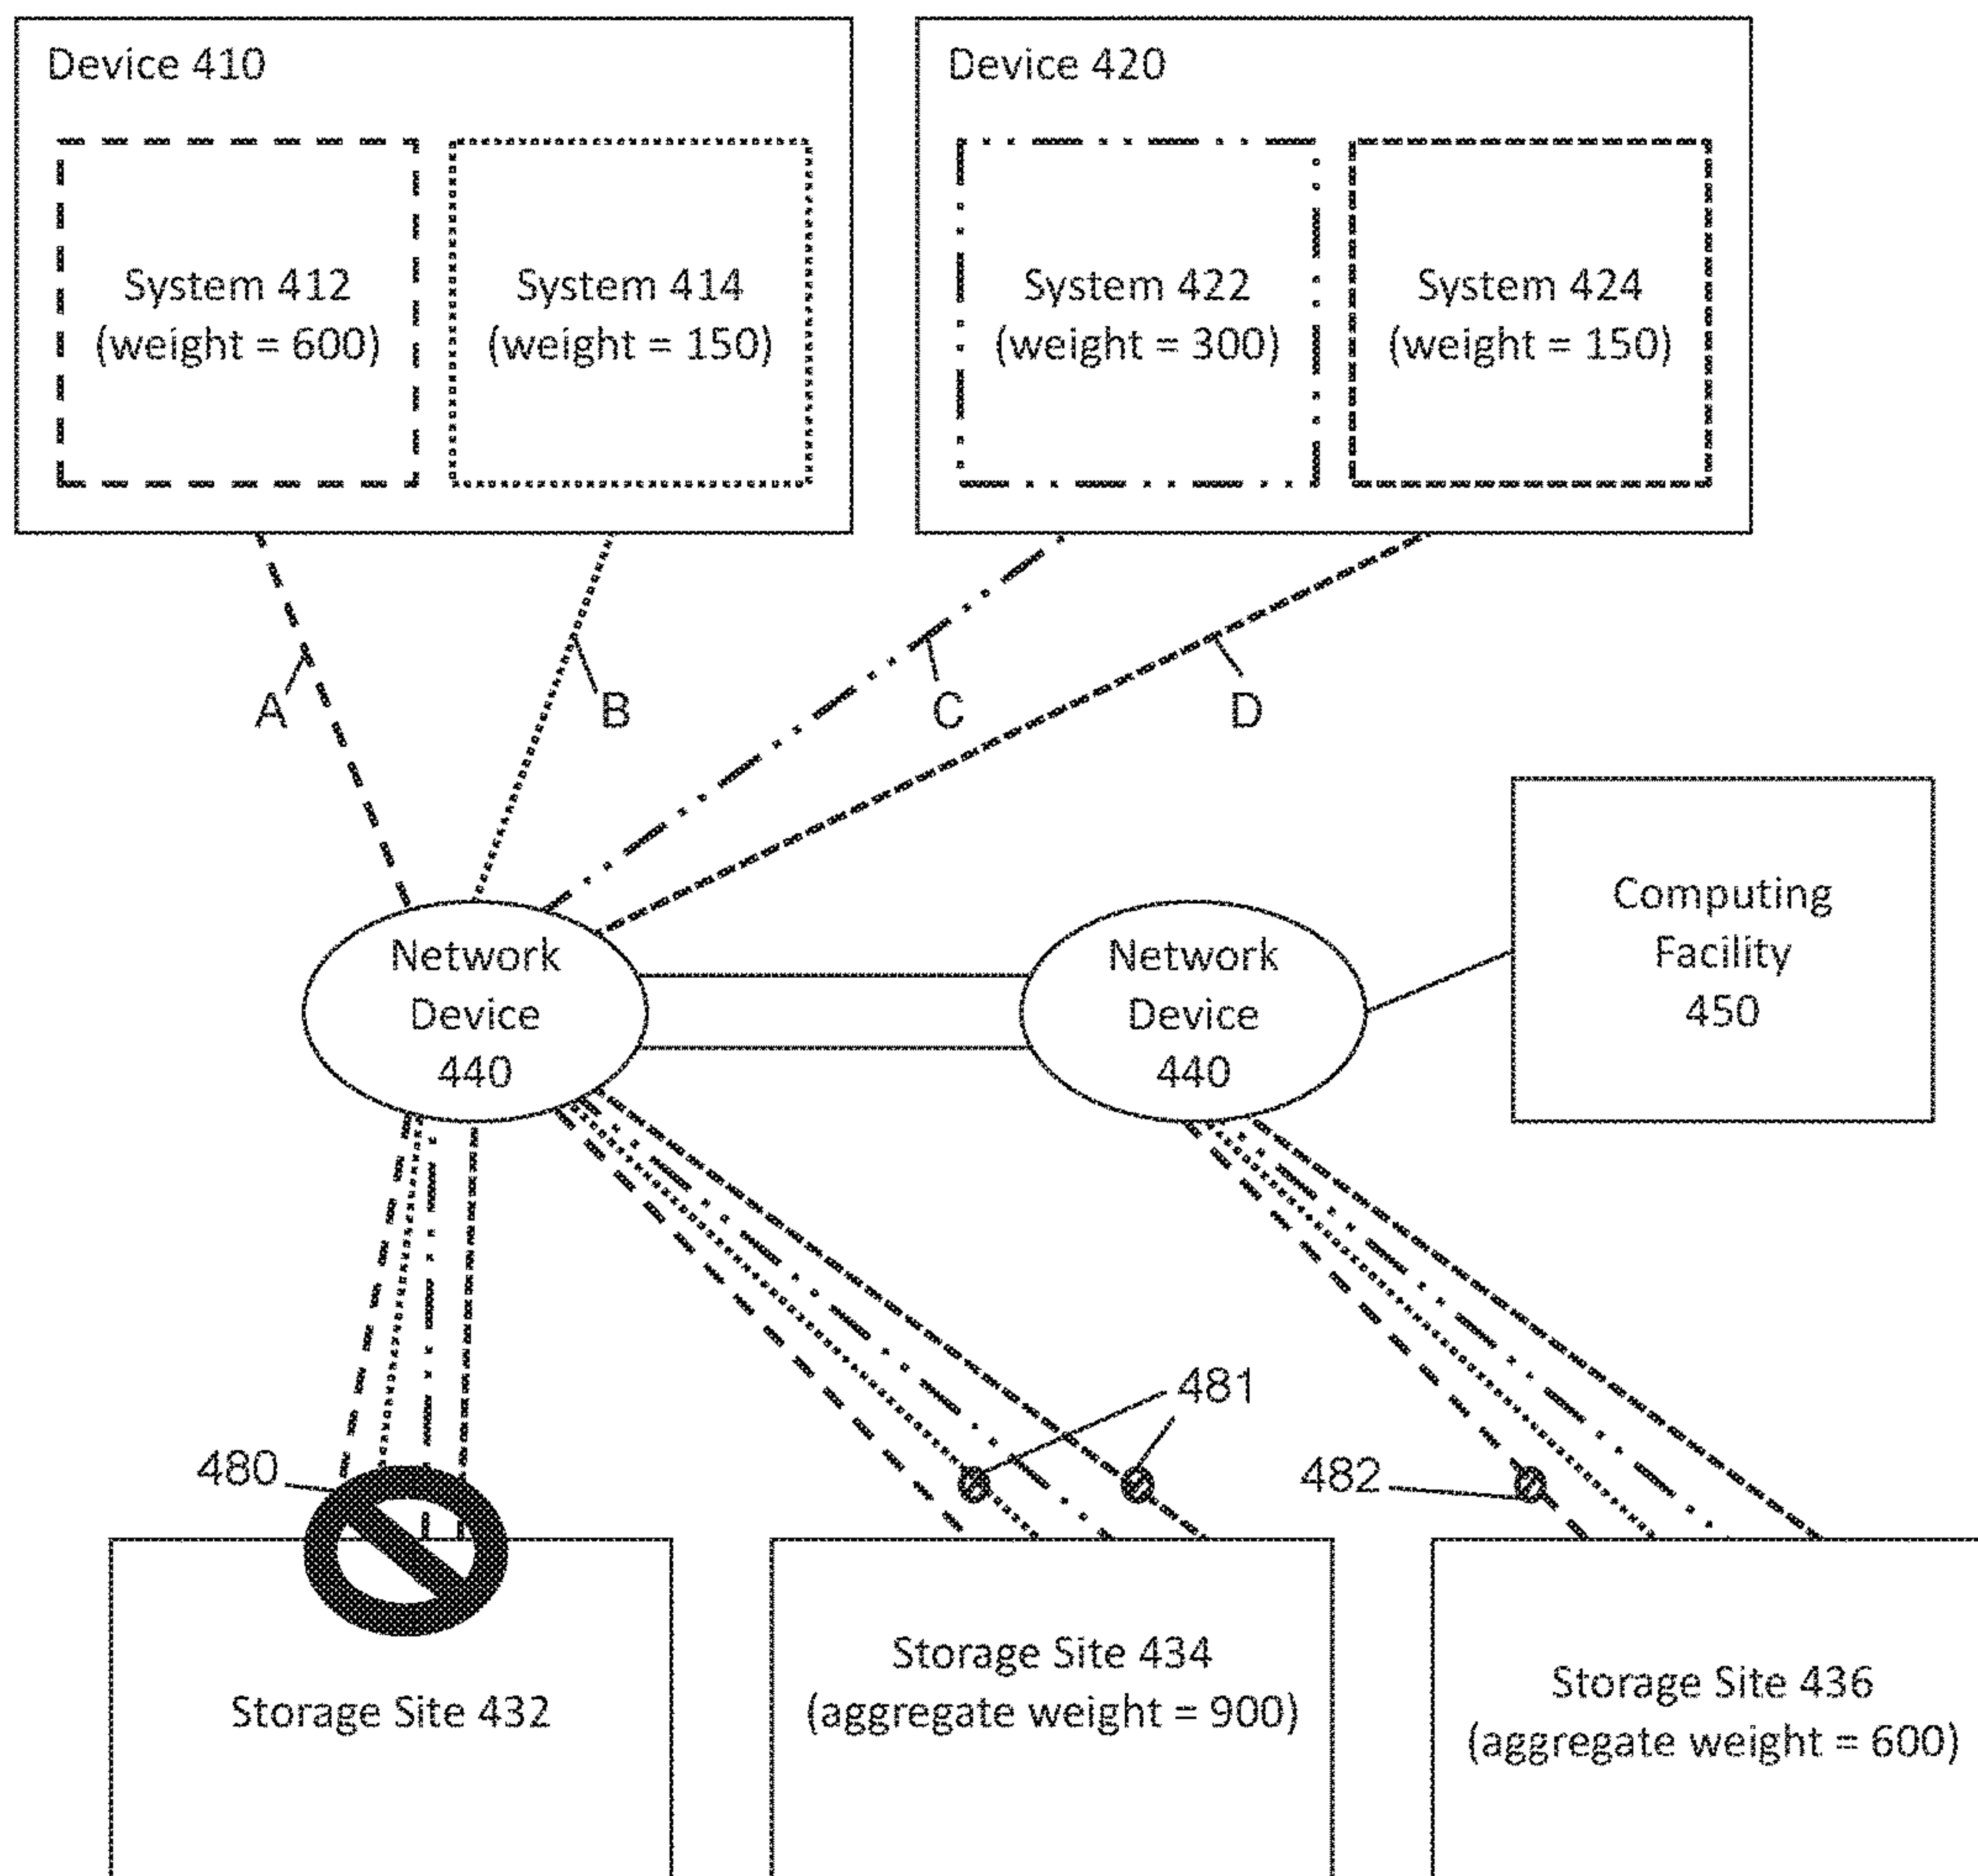 Device 410
Device 420
System 412
(weight = 600)
System 414
(weight = 150)
System 422
(weight = 300)
System 424
(weight = 150)
A
B
C
D
Network
Device
440
Network
Device
440
Computing
Facility
450
481
480
482
Storage Site 432
Storage Site 434
(aggregate weight = 900)
Storage Site 436
(aggregate weight = 600)